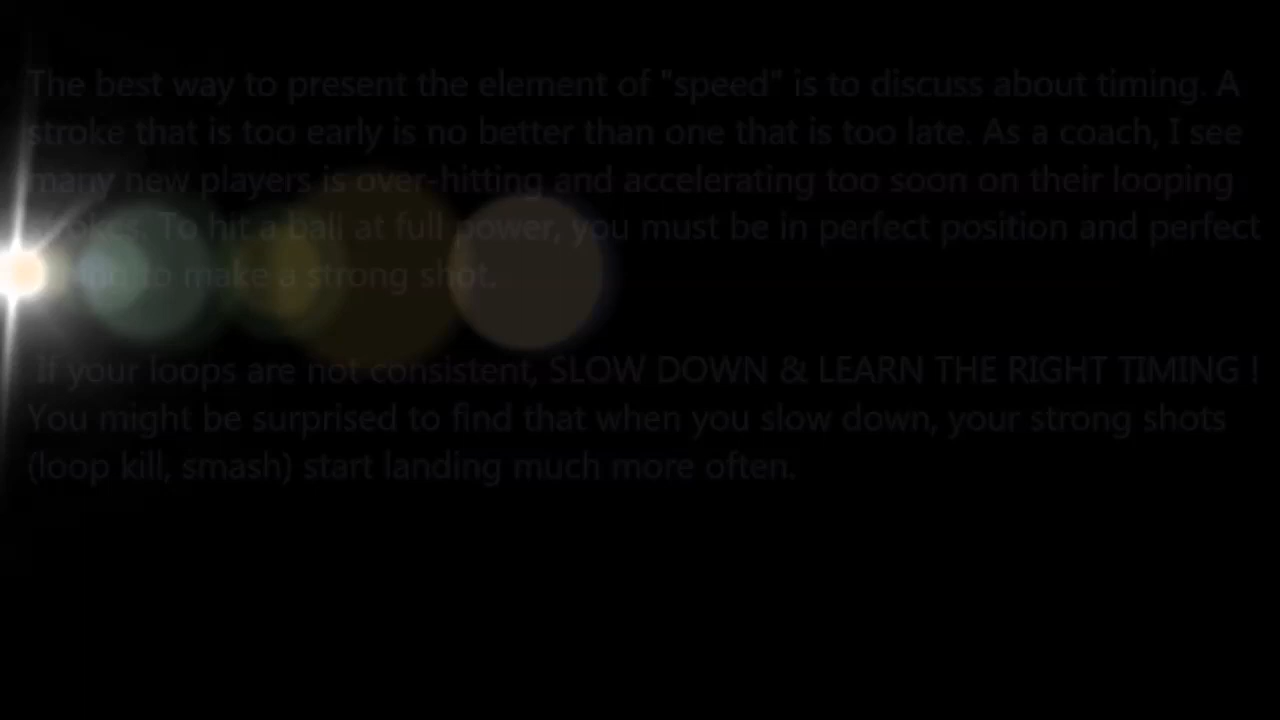 The best way to present the element of "speed" is to discuss about timing. A
stroke that is too early is no better than one that is too late. As a coach, I see
many new players is over-hitting and accelerating too soon on their looping
strokes. To hit a ball at full power, you must be in perfect position and perfect
timing to make a strong shot.
If your loops are not consistent, SLOW DOWN & LEARN THE RIGHT TIMING !
You might be surprised to find that when you slow down, your strong shots
(loop kill, smash) start landing much more often.